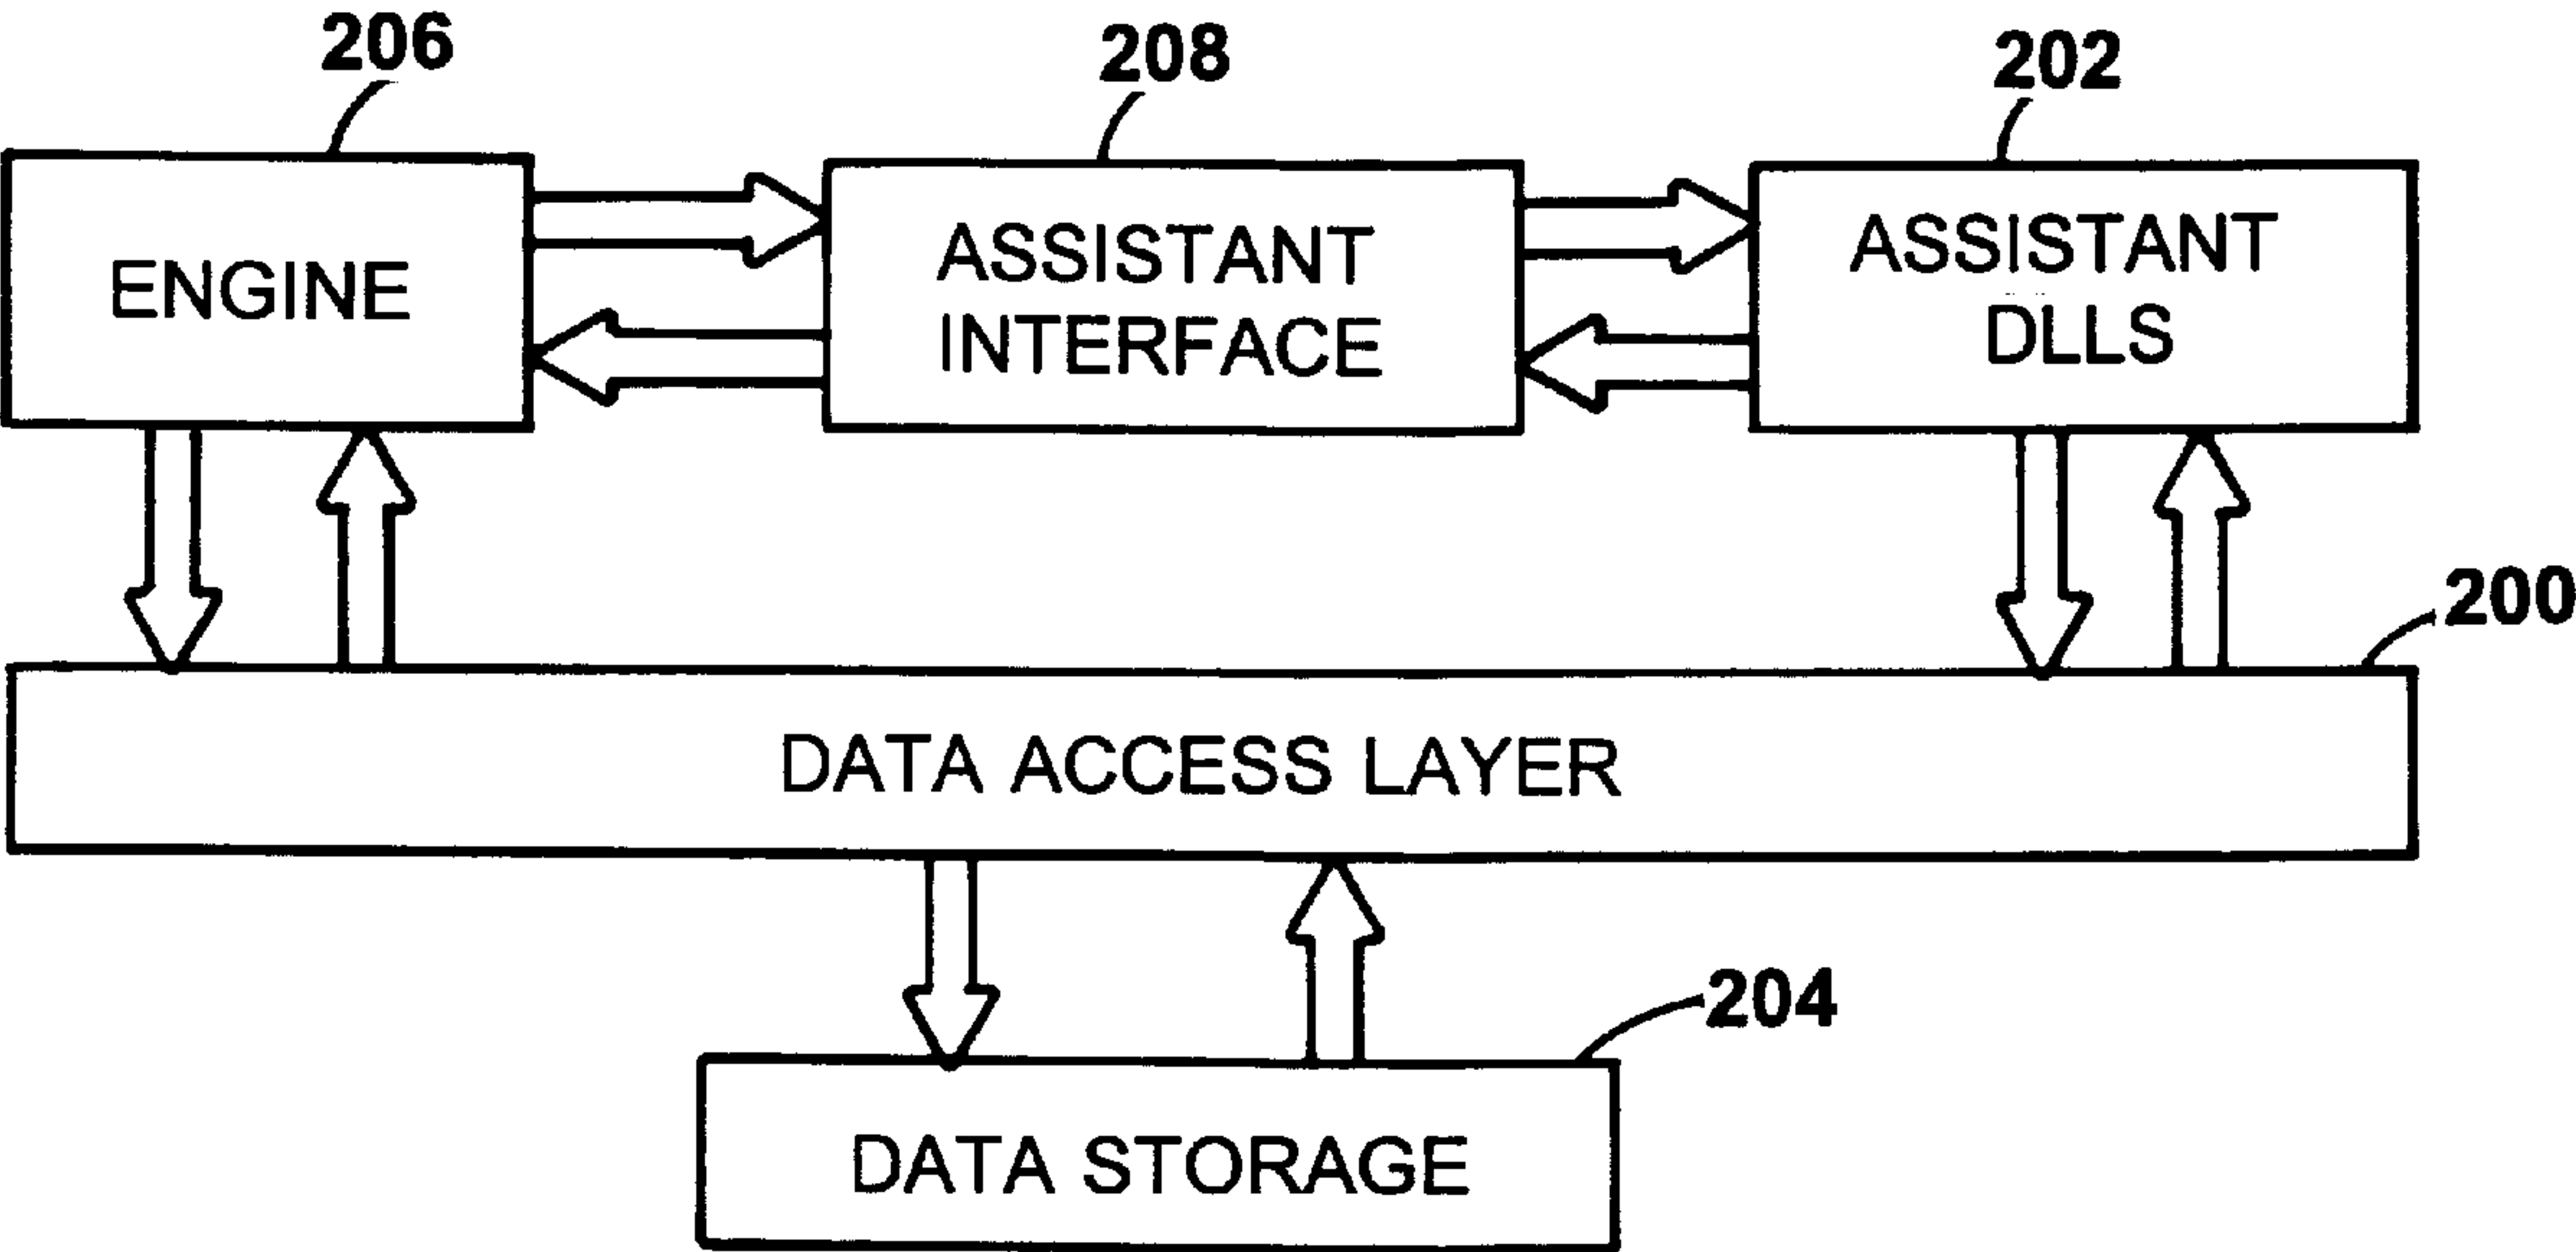 206
208
202
ENGINE
ASSISTANT
INTERFACE
ASSISTANT
DLLS
200
DATA ACCESS LAYER
204
DATA STORAGE